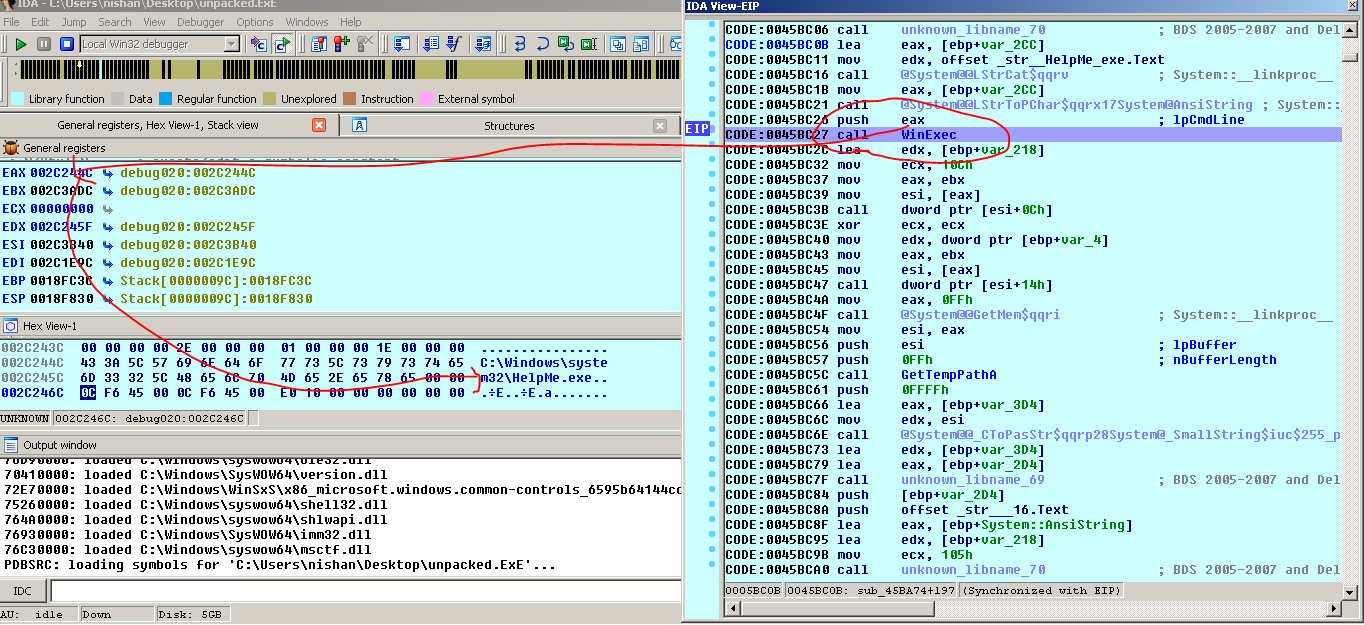 IDA - C:\Users\nishan\Desktop\unpacked.ExE
File Edit Jump Search View Debugger Options Windows Help
Local Win32 debugger
Library function Data Regular function Unexplored Instruction External symbol
General registers, Hex View-1, Stack view
Structures
General registers
EAX 002C244C debug020:002C244C
EBX 002C3ADC debug020:002C3ADC
ECX 00000000
EDX 002C245F debug020:002C245F
ESI 002C3B40 debug020:002C3B40
EDI 002C1E9C debug020:002C1E9C
EBP 0018FC3C Stack[0000009C]:0018FC3C
ESP 0018F830 Stack[0000009C]:0018F830
Hex View-1
002C243C 00 00 00 00 2E 00 00 00 01 00 00 00 1E 00 00 00 ................
002C244C 43 3A 5C 57 69 6E 64 6F 77 73 5C 73 79 73 74 65 C:\Windows\syste
002C245C 6D 33 32 5C 48 65 6C 70 4D 65 2E 65 78 65 00 00 m32\HelpMe.exe..
002C246C 0C F6 45 00 0C F6 45 00 E0 10 00 00 00 00 00 00 .÷E..÷E.a.......
UNKNOWN 002C246C: debug020:002C246C
Output window
70D90000: loaded C:\Windows\SysWOW64\ole32.dll
70410000: loaded C:\Windows\SysWOW64\version.dll
72E70000: loaded C:\Windows\WinSxS\x86_microsoft.windows.common-controls_6595b64144cc
75260000: loaded C:\Windows\syswow64\shell32.dll
764A0000: loaded C:\Windows\syswow64\shlwapi.dll
76930000: loaded C:\Windows\SysWOW64\imm32.dll
76C30000: loaded C:\Windows\syswow64\msctf.dll
PDBSRC: loading symbols for 'C:\Users\nishan\Desktop\unpacked.ExE'...
IDC
AU: idle Down Disk: 5GB
IDA View-EIP
CODE:0045BC06 call unknown_libname_70 ; BDS 2005-2007 and Del
CODE:0045BC0B lea eax, [ebp+var_2CC]
CODE:0045BC11 mov edx, offset _str__HelpMe_exe.Text
CODE:0045BC16 call @System@@LStrCat$qqrv ; System::__linkproc__
CODE:0045BC1B mov eax, [ebp+var_2CC]
CODE:0045BC21 call @System@@LStrToPChar$qqrx17System@AnsiString ; System::
CODE:0045BC26 push eax ; lpCmdLine
EIP CODE:0045BC27 call WinExec
CODE:0045BC2C lea edx, [ebp+var_218]
CODE:0045BC32 mov ecx, 10Ch
CODE:0045BC37 mov eax, ebx
CODE:0045BC39 mov esi, [eax]
CODE:0045BC3B call dword ptr [esi+0Ch]
CODE:0045BC3E xor ecx, ecx
CODE:0045BC40 mov edx, dword ptr [ebp+var_4]
CODE:0045BC43 mov eax, ebx
CODE:0045BC45 mov esi, [eax]
CODE:0045BC47 call dword ptr [esi+14h]
CODE:0045BC4A mov eax, 0FFh
CODE:0045BC4F call @System@@GetMem$qqri ; System::__linkproc__
CODE:0045BC54 mov esi, eax
CODE:0045BC56 push esi ; lpBuffer
CODE:0045BC57 push 0FFh ; nBufferLength
CODE:0045BC5C call GetTempPathA
CODE:0045BC61 push 0FFFFh
CODE:0045BC66 lea eax, [ebp+var_3D4]
CODE:0045BC6C mov edx, esi
CODE:0045BC6E call @System@@_CToPasStr$qqrp28System@_SmallString$iuc$255_p
CODE:0045BC73 lea edx, [ebp+var_3D4]
CODE:0045BC79 lea eax, [ebp+var_2D4]
CODE:0045BC7F call unknown_libname_69 ; BDS 2005-2007 and Del
CODE:0045BC84 push [ebp+var_2D4]
CODE:0045BC8A push offset _str___16.Text
CODE:0045BC8F lea eax, [ebp+System::AnsiString]
CODE:0045BC95 lea edx, [ebp+var_218]
CODE:0045BC9B mov ecx, 105h
CODE:0045BCA0 call unknown_libname_70 ; BDS 2005-2007 and Del
0005BC0B 0045BC0B: sub_45BA74+197 (Synchronized with EIP)